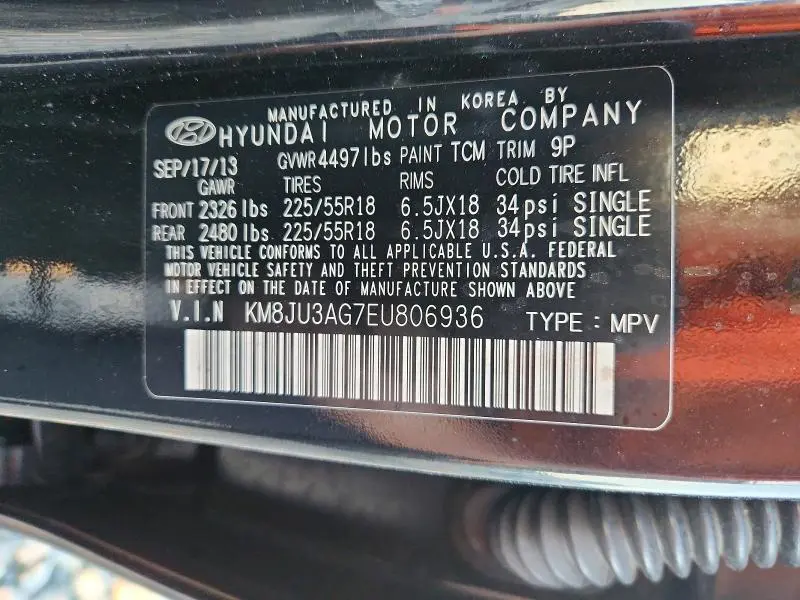 MANUFACTURED IN KOREA BY
HYUNDAI MOTOR COMPANY
SEP/17/13 GVWR 4497lbs PAINT TCM TRIM 9P
GAWR TIRES RIMS COLD TIRE INFL
FRONT 2326 lbs 225/55R18 6.5JX18 34psi SINGLE
REAR 2480 lbs 225/55R18 6.5JX18 34psi SINGLE
THIS VEHICLE CONFORMS TO ALL APPLICABLE U.S.A. FEDERAL
MOTOR VEHICLE SAFETY AND THEFT PREVENTION STANDARDS
IN EFFECT ON THE DATE OF MANUFACTURE SHOWN ABOVE
V.I.N KM8JU3AG7EU806936 TYPE : MPV